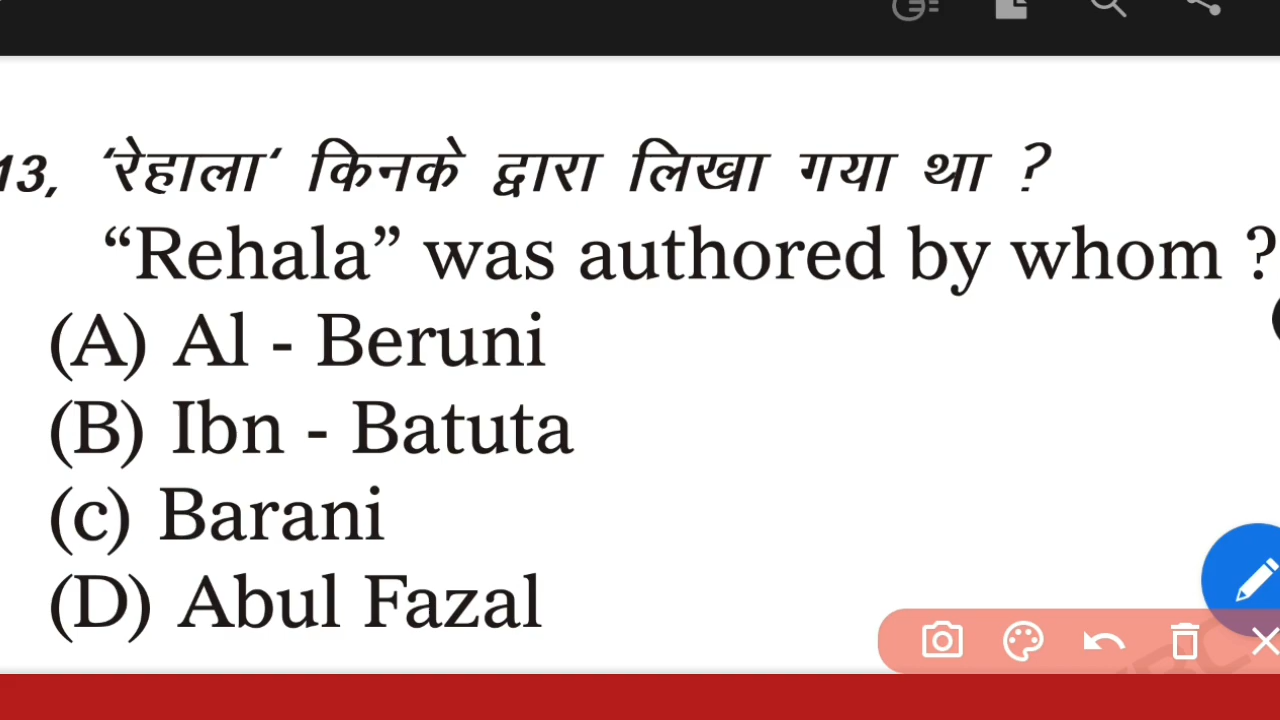 13, ‘रेहाला‘ किनके द्वारा लिखा गया था ?
“Rehala” was authored by whom ?
(A) Al - Beruni
(B) Ibn - Batuta
(c) Barani
(D) Abul Fazal